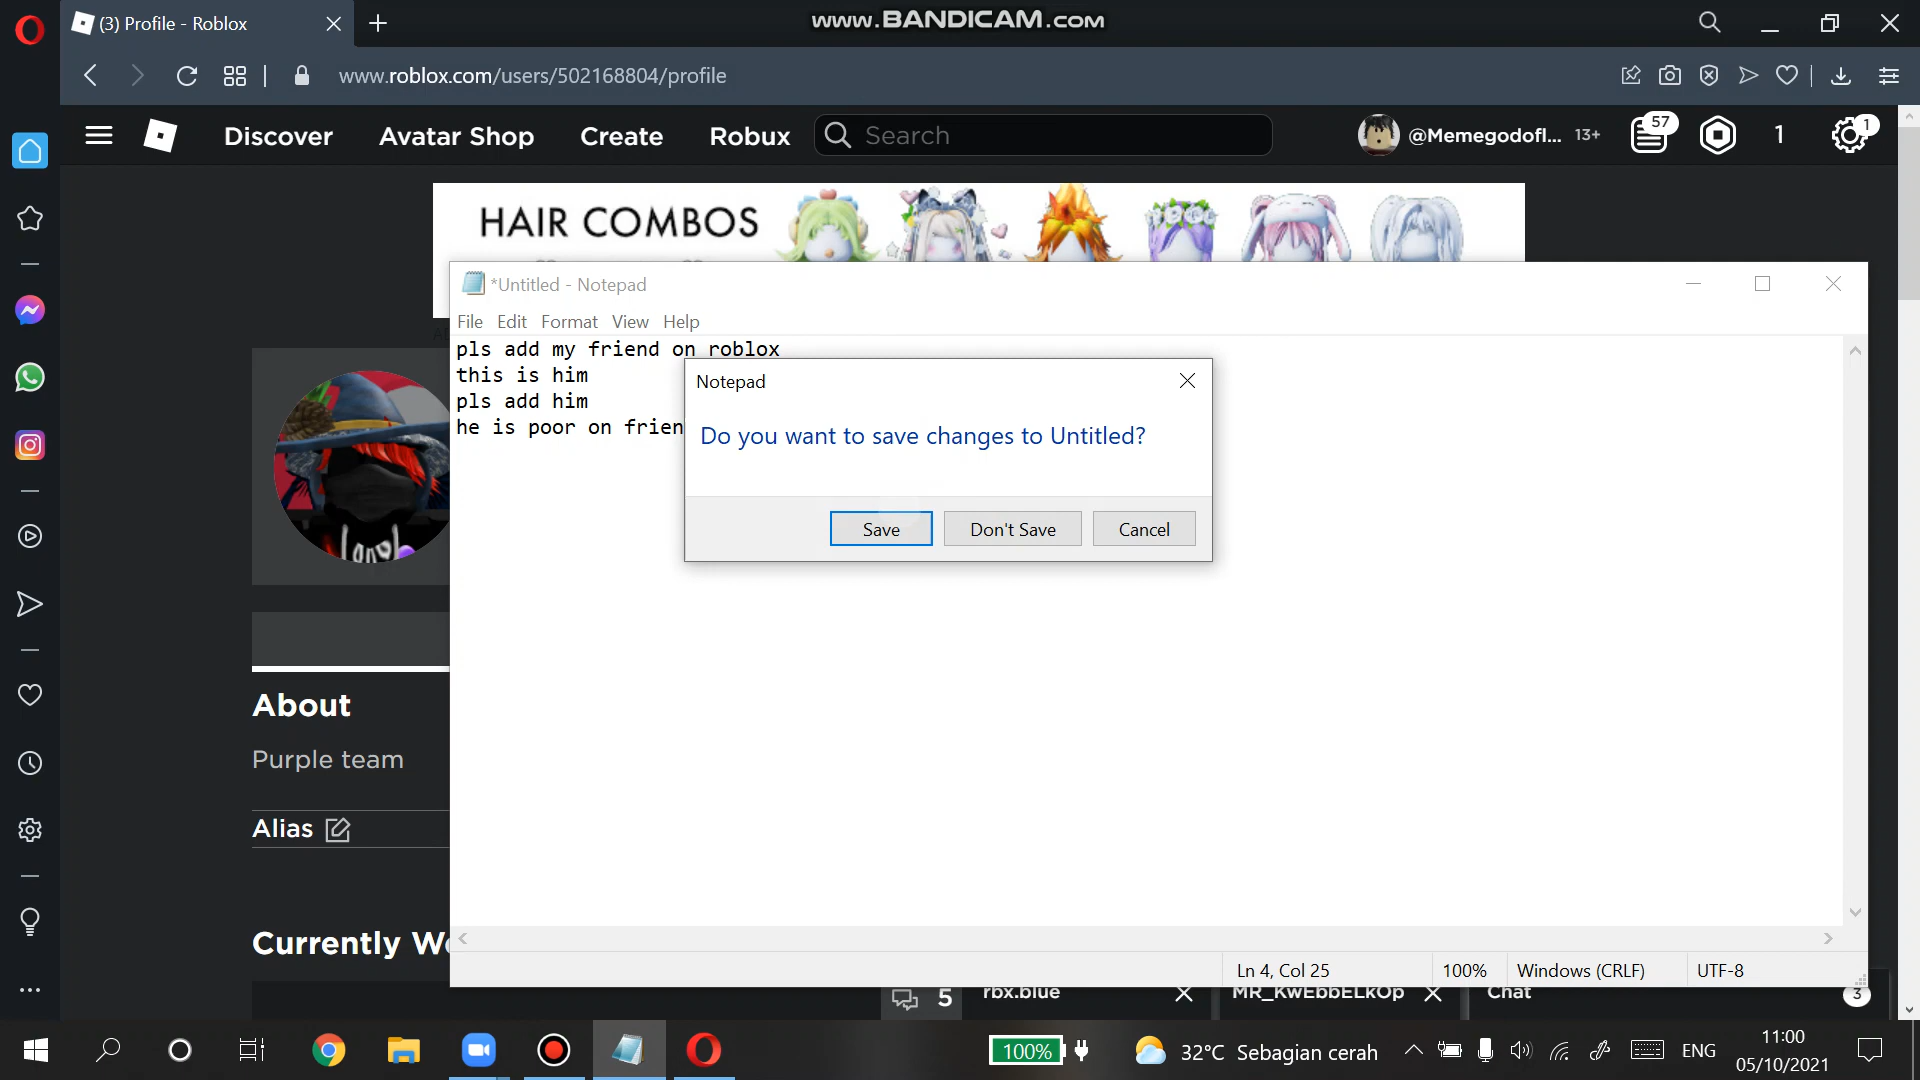 (3) Profile - Roblox
www.BANDICAM.com
www.roblox.com/users/502168804/profile
Discover
Avatar Shop
Create
Robux
Search
@Memegodofl...
13+
57
1
1
HAIR COMBOS
*Untitled - Notepad
File Edit Format View Help
pls add my friend on roblox
this is him
pls add him
he is poor on frien
Notepad
Do you want to save changes to Untitled?
Save
Don't Save
Cancel
About
Purple team
Alias
Currently W
Ln 4, Col 25
100%
Windows (CRLF)
UTF-8
5
rbx.blue
MR_KwEbbELkOp
Chat
3
100%
32°C Sebagian cerah
ENG
11:00
05/10/2021